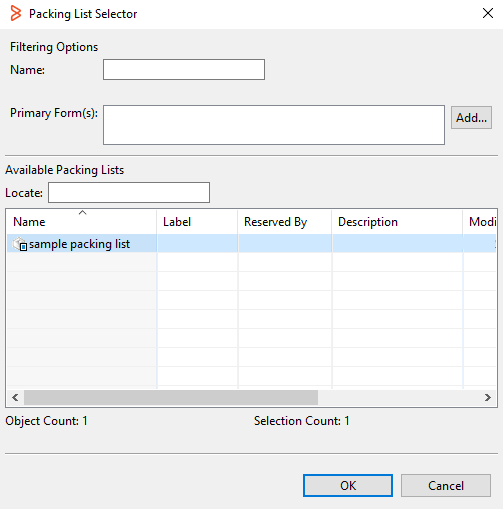 Packing List Selector
Filtering Options
Name:
Primary Form(s):
Add...
Available Packing Lists
Locate:
Name Label Reserved By Description Modi
sample packing list
Object Count: 1 Selection Count: 1
OK Cancel